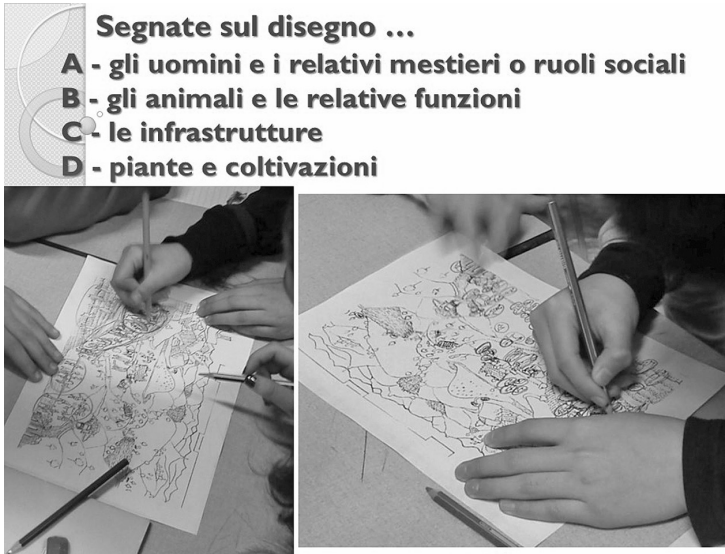 Segnate sul disegno …
A - gli uomini e i relativi mestieri o ruoli sociali
B - gli animali e le relative funzioni
C - le infrastrutture
D - piante e coltivazioni